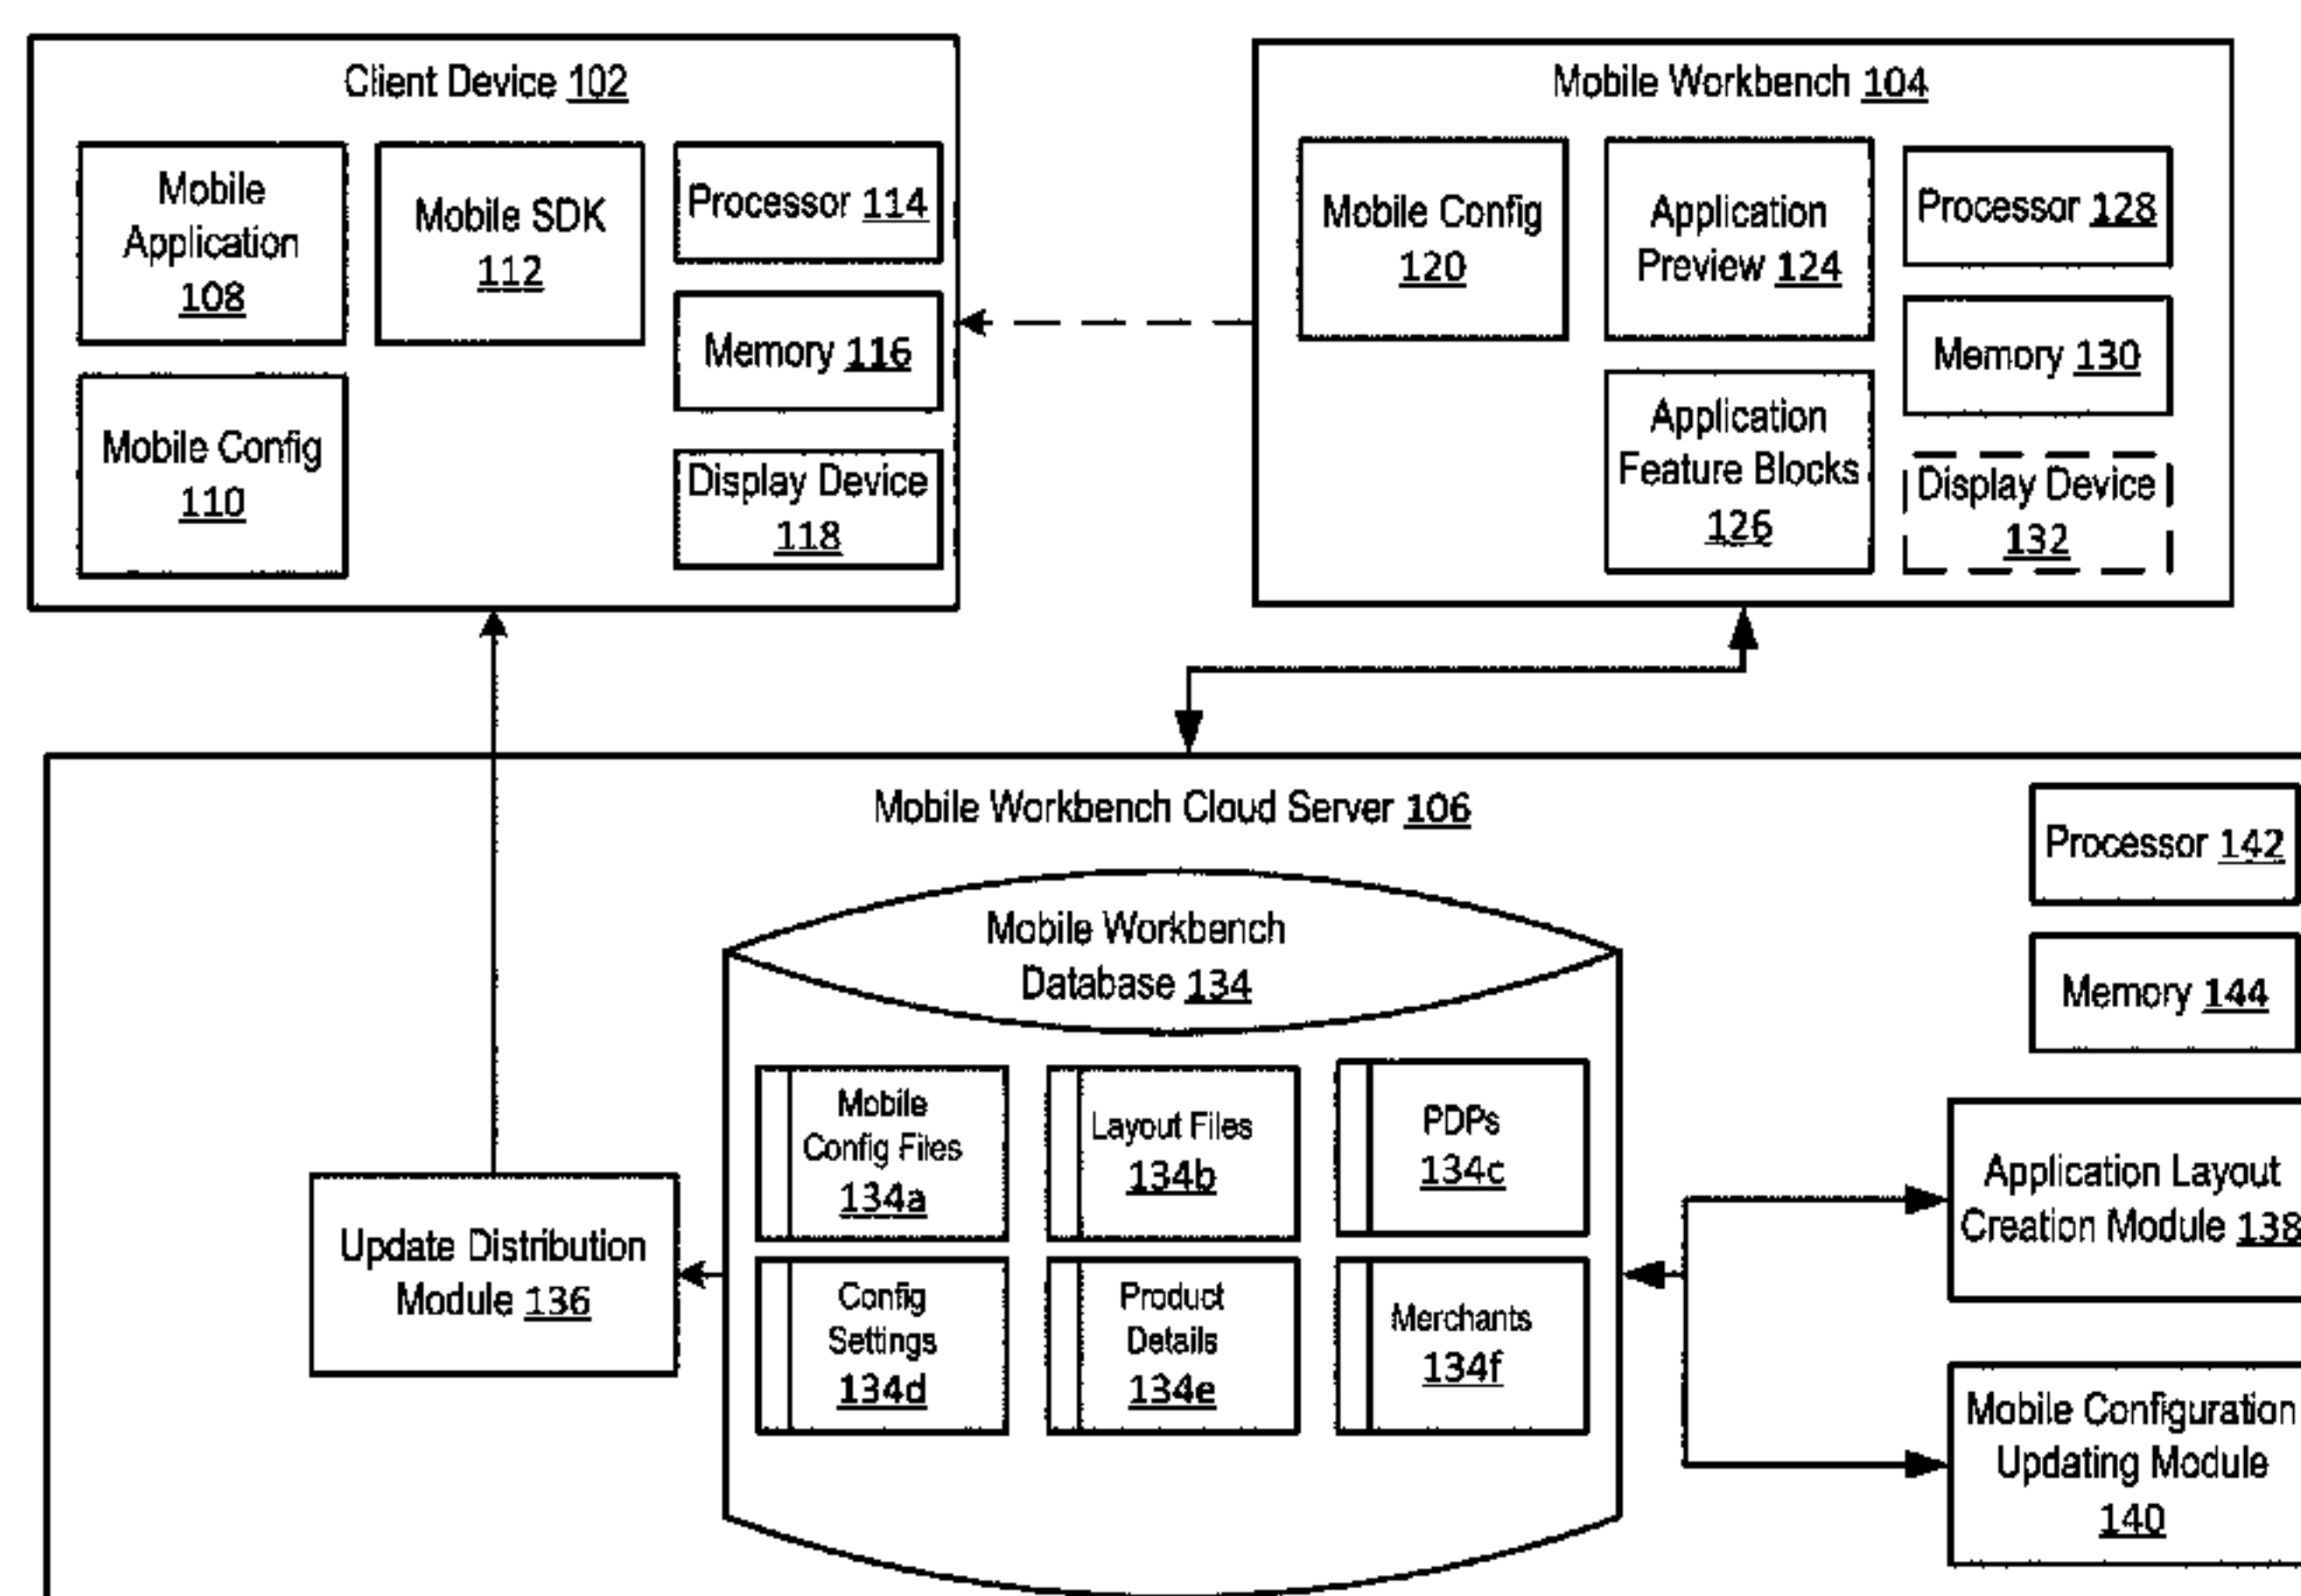 Client Device 102
Mobile
Application
108
Mobile SDK
112
Processor 114
Memory 116
Mobile Config
110
Display Device
118
Mobile Workbench 104
Mobile Config
120
Application
Preview 124
Processor 128
Memory 130
Application
Feature Blocks
126
Display Device
132
Mobile Workbench Cloud Server 106
Processor 142
Memory 144
Mobile Workbench
Database 134
Mobile
Config Files
134a
Layout Files
134b
PDPs
134c
Config
Settings
134d
Product
Details
134e
Merchants
134f
Update Distribution
Module 136
Application Layout
Creation Module 138
Mobile Configuration
Updating Module
140